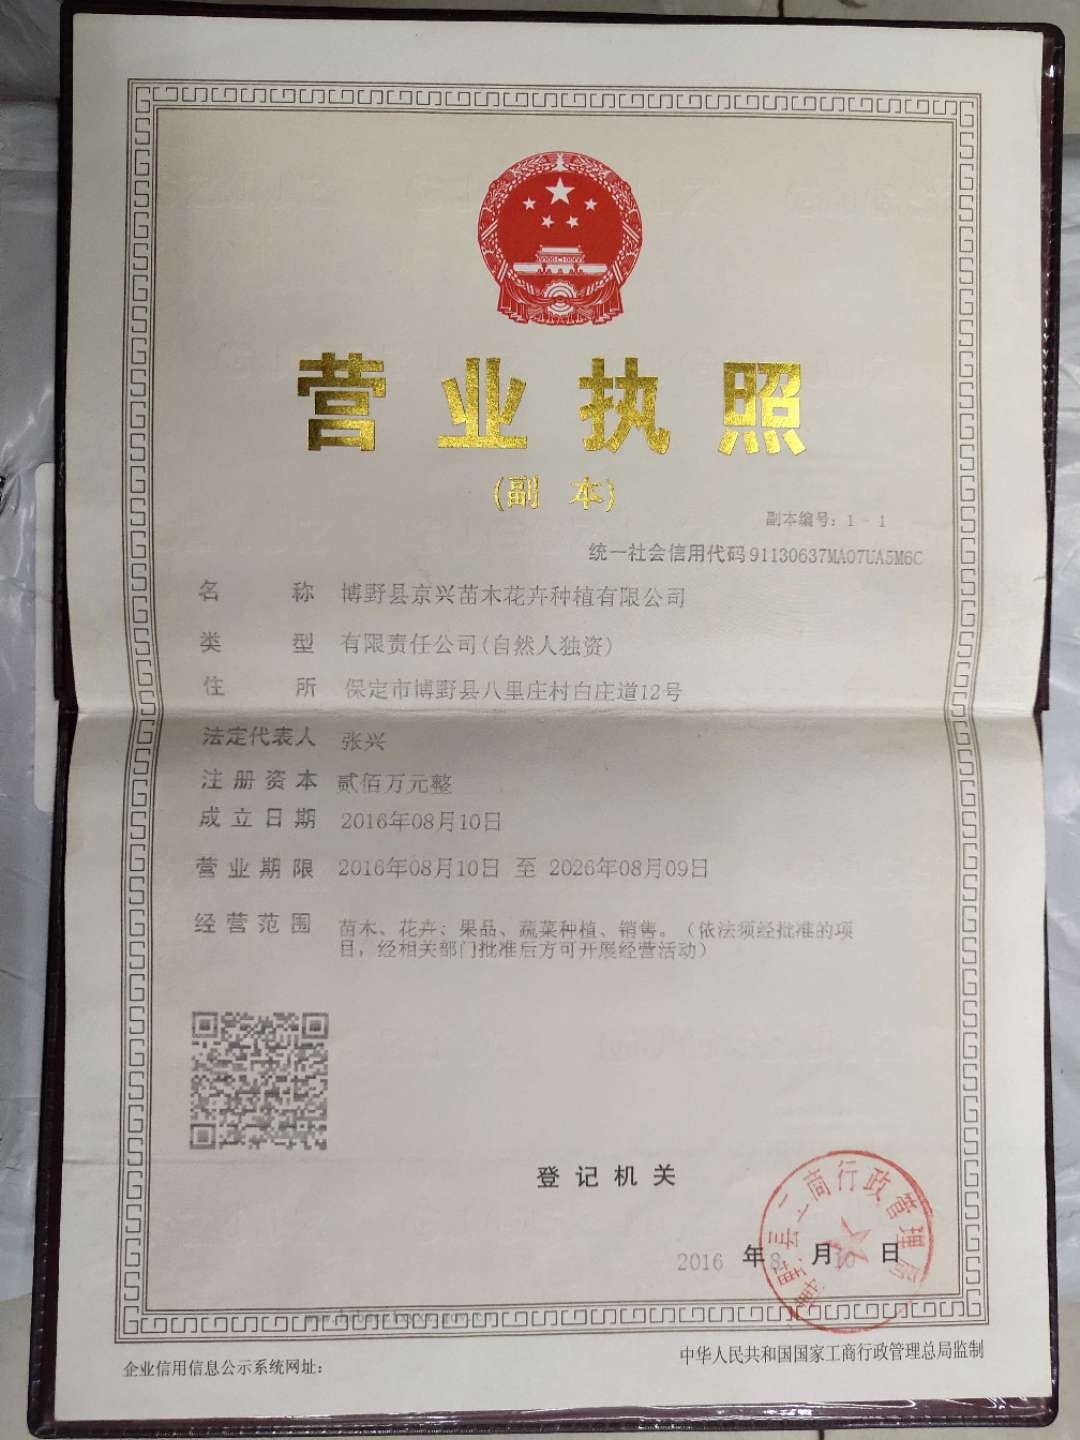 营业执照
(副 本)
副本编号：1-1
统一社会信用代码 91130637MA07UA5M6C
名称 博野县京兴苗木花卉种植有限公司
类型 有限责任公司(自然人独资)
住所 保定市博野县八里庄村白庄道12号
法定代表人 张兴
注册资本 贰佰万元整
成立日期 2016年08月10日
营业期限 2016年08月10日 至 2026年08月09日
经营范围 苗木、花卉；果品、蔬菜种植、销售。（依法须经批准的项
目，经相关部门批准后方可开展经营活动）
登记机关
县工商行政管理局
2016 年 8 月 10 日
企业信用信息公示系统网址：
中华人民共和国国家工商行政管理总局监制